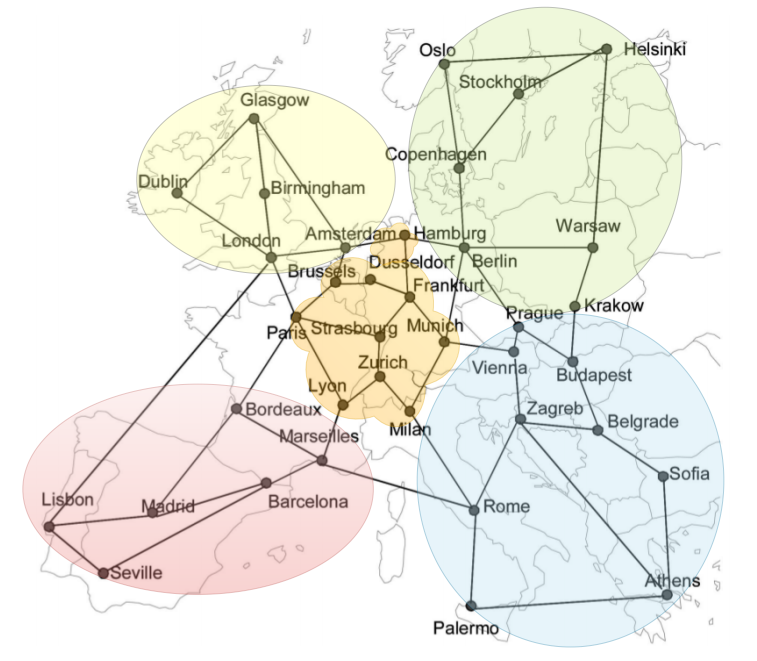 Oslo
Helsinki
Stockholm
Glasgow
Copenhagen
Dublin
Birmingham
London
Amsterdam
Hamburg
Warsaw
Berlin
Brussels
Dusseldorf
Frankfurt
Krakow
Prague
Paris
Strasbourg
Munich
Zurich
Vienna
Budapest
Lyon
Bordeaux
Zagreb
Belgrade
Milan
Marseilles
Sofia
Lisbon
Madrid
Barcelona
Rome
Seville
Athens
Palermo